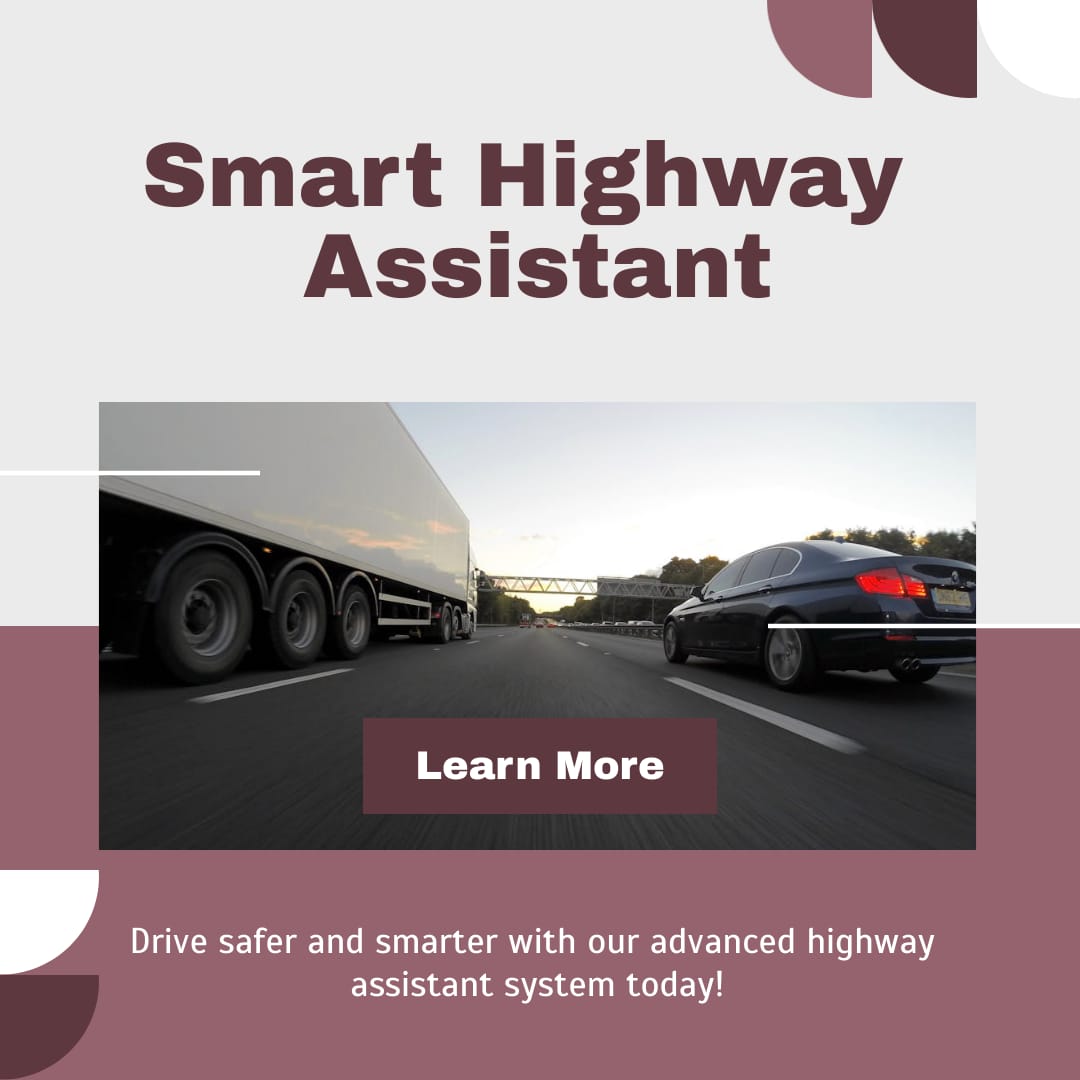 Smart Highway
Assistant
Learn More
Drive safer and smarter with our advanced highway
assistant system today!